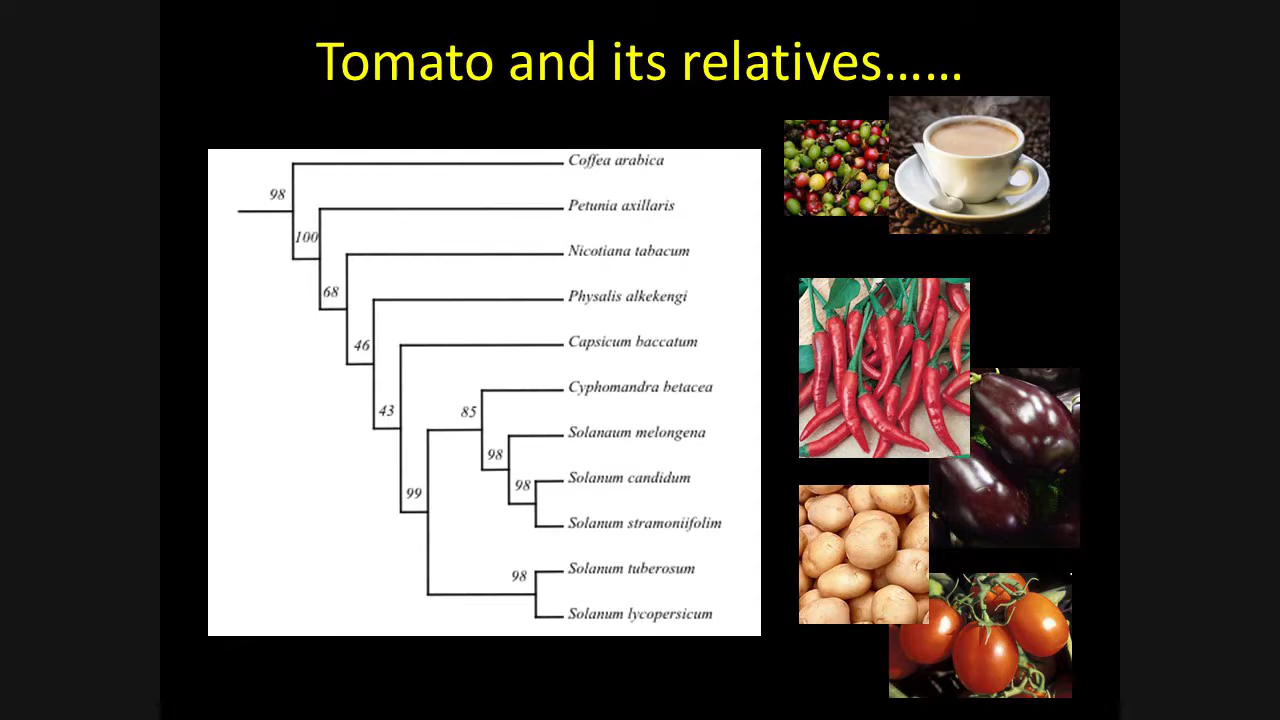 Tomato and its relatives……
98
Coffea arabica
Petunia axillaris
100
Nicotiana tabacum
68
Physalis alkekengi
46
Capsicum baccatum
43
Cyphomandra betacea
85
Solanaum melongena
98
Solanum candidum
98
99
Solanum stramoniifolim
Solanum tuberosum
98
Solanum lycopersicum